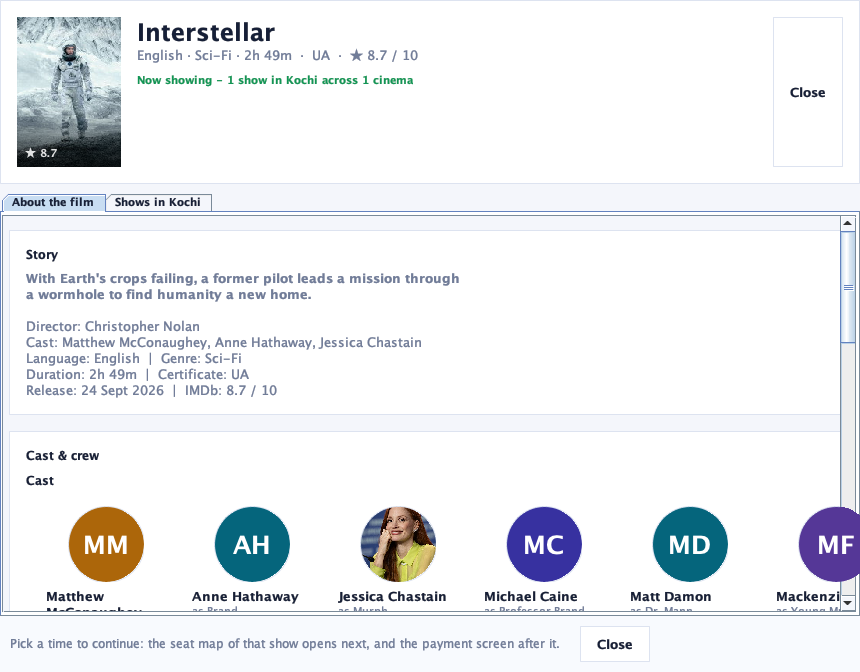 Interstellar
English · Sci-Fi · 2h 49m · UA · ★ 8.7 / 10
Now showing – 1 show in Kochi across 1 cinema
★ 8.7
Close
About the film
Shows in Kochi
Story
With Earth's crops failing, a former pilot leads a mission through
a wormhole to find humanity a new home.
Director: Christopher Nolan
Cast: Matthew McConaughey, Anne Hathaway, Jessica Chastain
Language: English | Genre: Sci-Fi
Duration: 2h 49m | Certificate: UA
Release: 24 Sept 2026 | IMDb: 8.7 / 10
Cast & crew
Cast
MM
AH
MC
MD
MF
Matthew
McConaughey
Anne Hathaway
as Brand
Jessica Chastain
as Murph
Michael Caine
as Professor Brand
Matt Damon
as Dr. Mann
Mackenzi
as Young M
Pick a time to continue: the seat map of that show opens next, and the payment screen after it.
Close